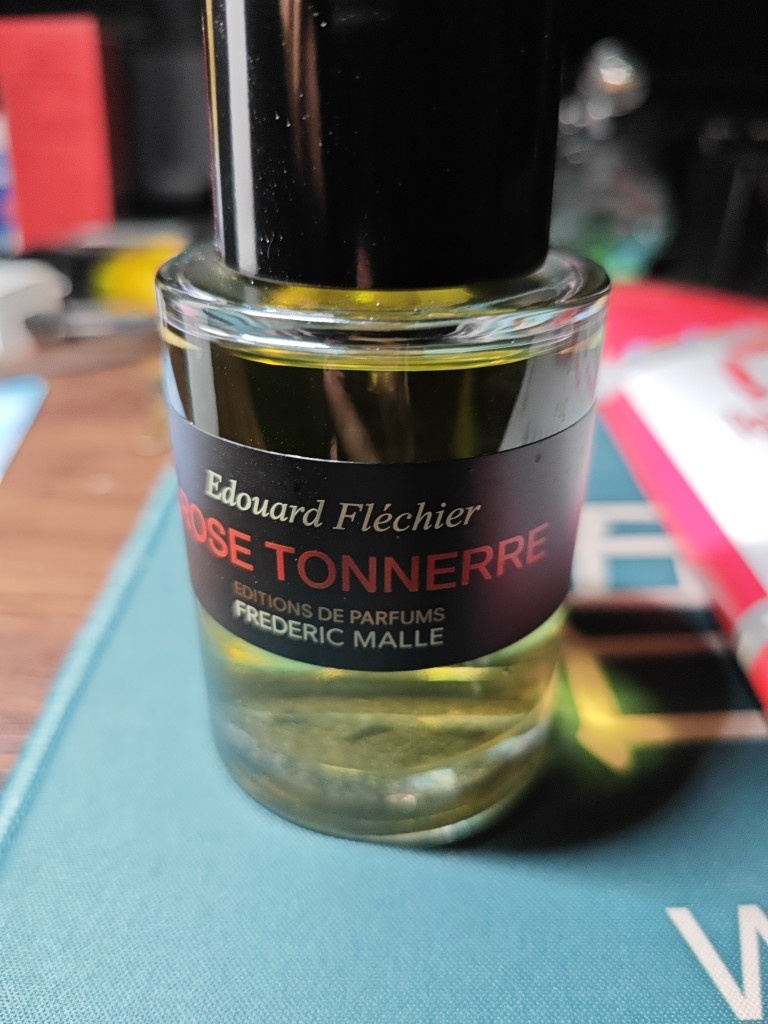 Edouard Fléchier
ROSE TONNERRE
EDITIONS DE PARFUMS
FREDERIC MALLE
W